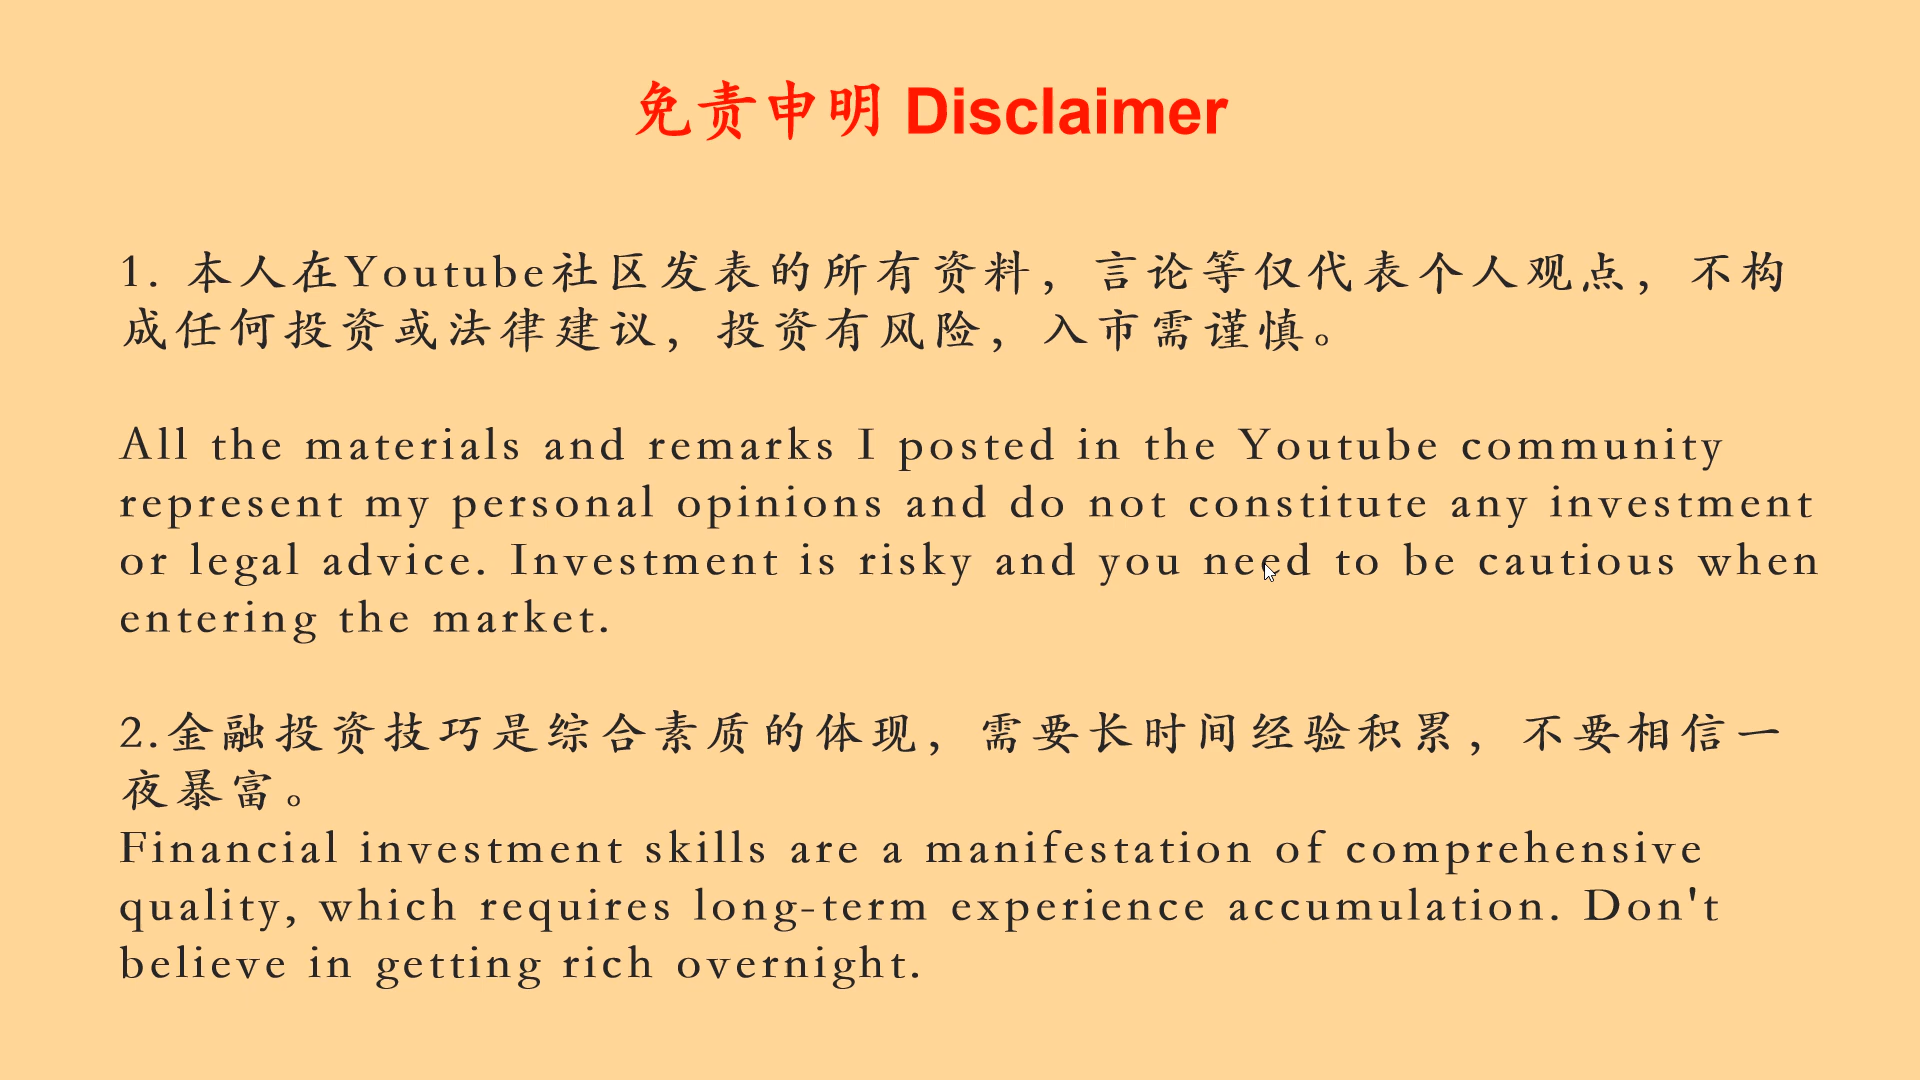 免责申明 Disclaimer
1. 本人在Youtube社区发表的所有资料，言论等仅代表个人观点，不构
成任何投资或法律建议，投资有风险，入市需谨慎。
All the materials and remarks I posted in the Youtube community
represent my personal opinions and do not constitute any investment
or legal advice. Investment is risky and you need to be cautious when
entering the market.
2.金融投资技巧是综合素质的体现，需要长时间经验积累，不要相信一
夜暴富。
Financial investment skills are a manifestation of comprehensive
quality, which requires long-term experience accumulation. Don't
believe in getting rich overnight.